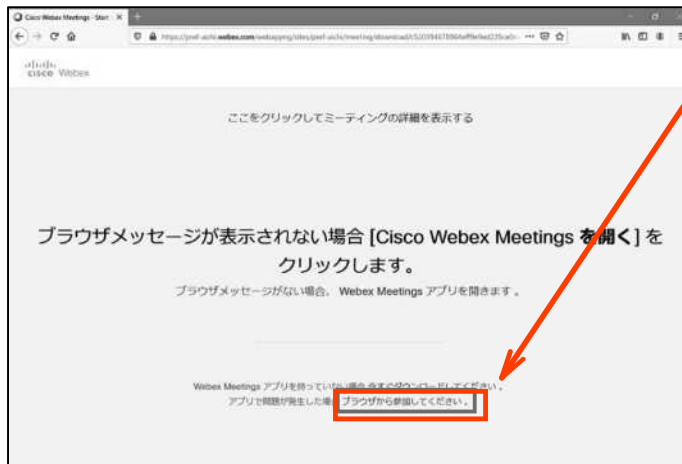 Cisco Webex Meetings - Start
cisco Webex
ここをクリックしてミーティングの詳細を表示する
ブラウザメッセージが表示されない場合 [Cisco Webex Meetings を開く] を
クリックします。
ブラウザメッセージがない場合、 Webex Meetings アプリを開きます 。
Webex Meetings アプリを持っていない場合 今すぐダウンロードしてください 。
アプリで問題が発生した場 ブラウザから参加してください 。